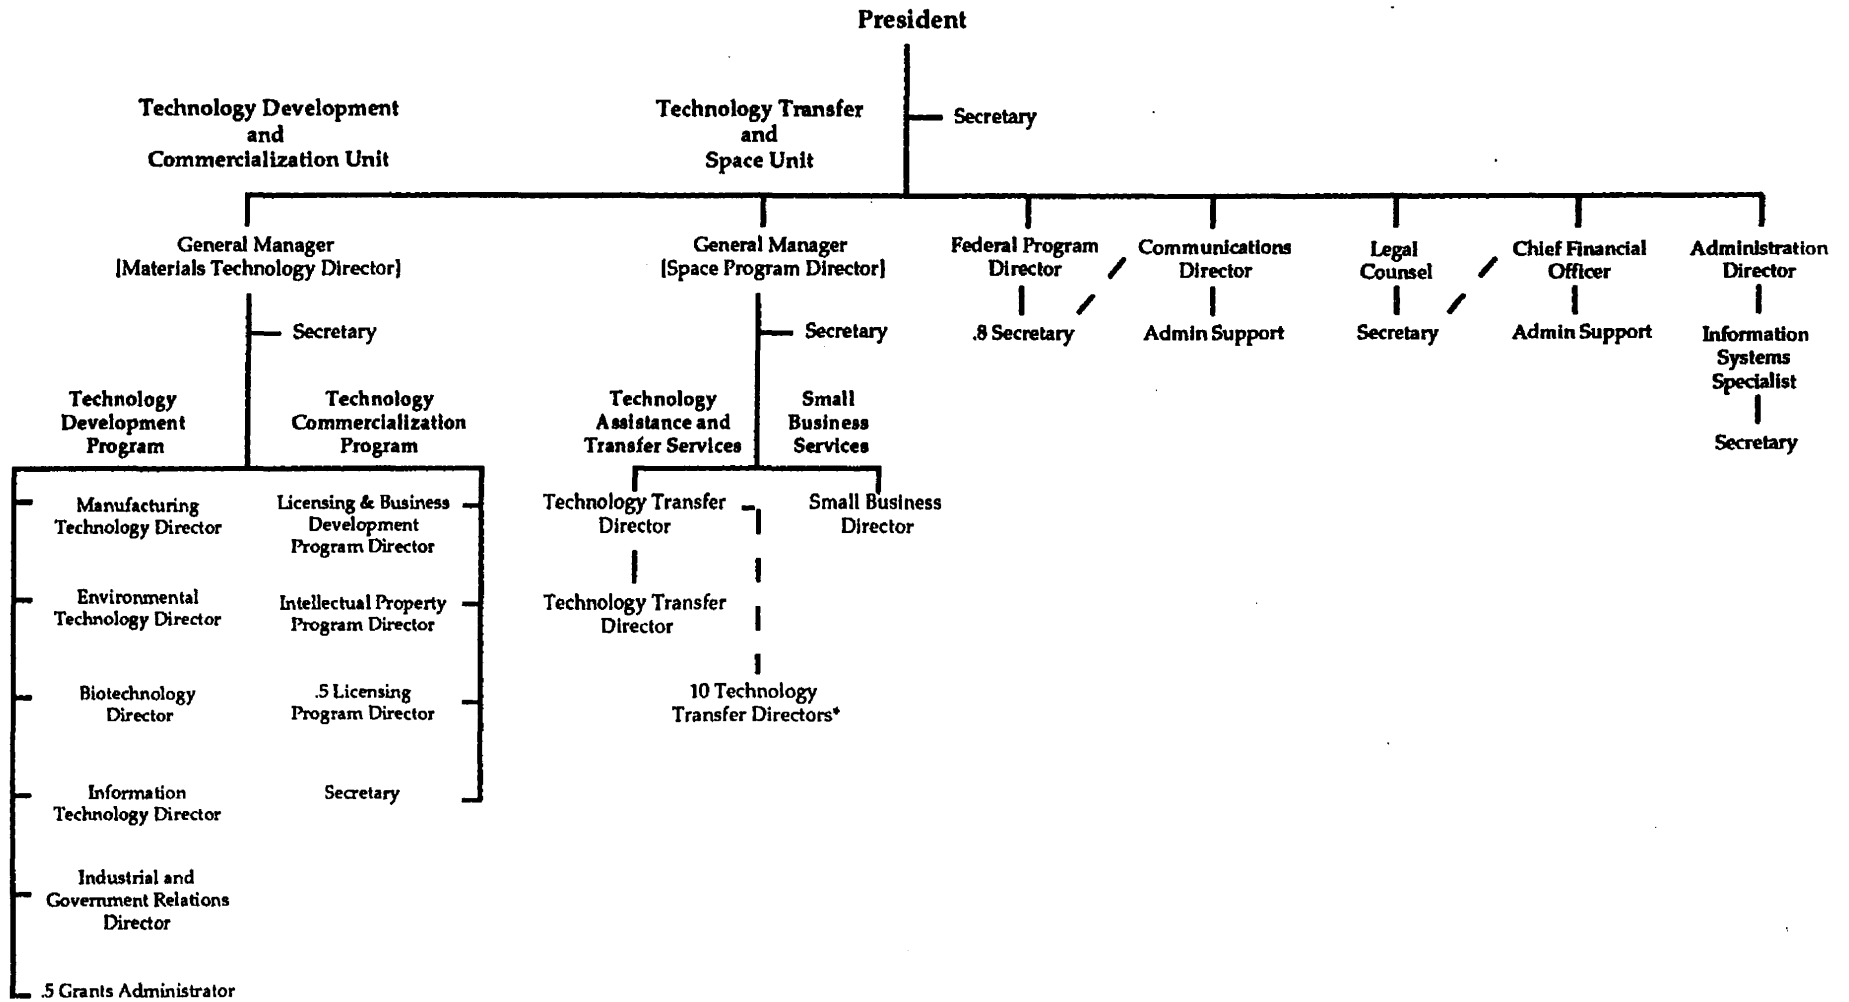 President
Secretary
Technology Development
and
Commercialization Unit
Technology Transfer
and
Space Unit
General Manager
[Materials Technology Director]
General Manager
[Space Program Director]
Federal Program
Director
Communications
Director
Legal
Counsel
Chief Financial
Officer
Administration
Director
Secretary
Secretary
.8 Secretary
Admin Support
Secretary
Admin Support
Information
Systems
Specialist
Secretary
Technology
Development
Program
Technology
Commercialization
Program
Technology
Assistance and
Transfer Services
Small
Business
Services
Manufacturing
Technology Director
Environmental
Technology Director
Biotechnology
Director
Information
Technology Director
Industrial and
Government Relations
Director
.5 Grants Administrator
Licensing & Business
Development
Program Director
Intellectual Property
Program Director
.5 Licensing
Program Director
Secretary
Technology Transfer
Director
Technology Transfer
Director
10 Technology
Transfer Directors*
Small Business
Director